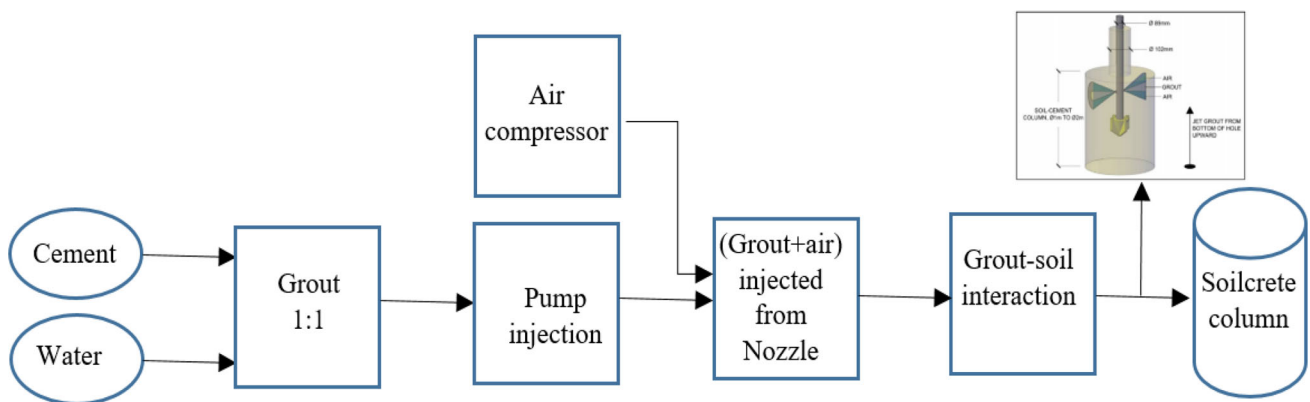 Cement
Water
Grout
1:1
Air
compressor
Pump
injection
(Grout+air)
injected
from
Nozzle
Grout-soil
interaction
Ø 89mm
Ø 102mm
AIR
GROUT
AIR
SOIL-CEMENT
COLUMN, Ø1m TO Ø2m
JET GROUT FROM
BOTTOM OF HOLE
UPWARD
Soilcrete
column